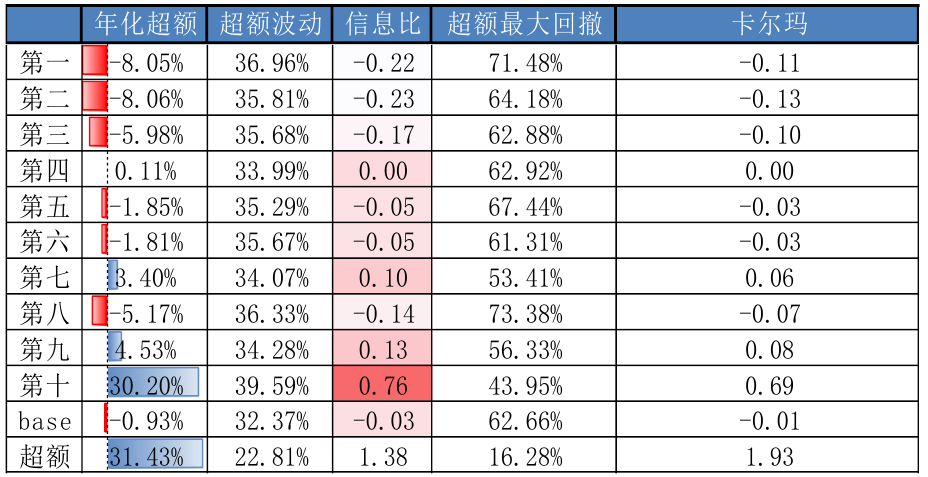 年化超额 超额波动 信息比 超额最大回撤 卡尔玛
第一 -8.05% 36.96% -0.22 71.48% -0.11
第二 -8.06% 35.81% -0.23 64.18% -0.13
第三 -5.98% 35.68% -0.17 62.88% -0.10
第四 0.11% 33.99% 0.00 62.92% 0.00
第五 -1.85% 35.29% -0.05 67.44% -0.03
第六 -1.81% 35.67% -0.05 61.31% -0.03
第七 3.40% 34.07% 0.10 53.41% 0.06
第八 -5.17% 36.33% -0.14 73.38% -0.07
第九 4.53% 34.28% 0.13 56.33% 0.08
第十 30.20% 39.59% 0.76 43.95% 0.69
base -0.93% 32.37% -0.03 62.66% -0.01
超额 31.43% 22.81% 1.38 16.28% 1.93